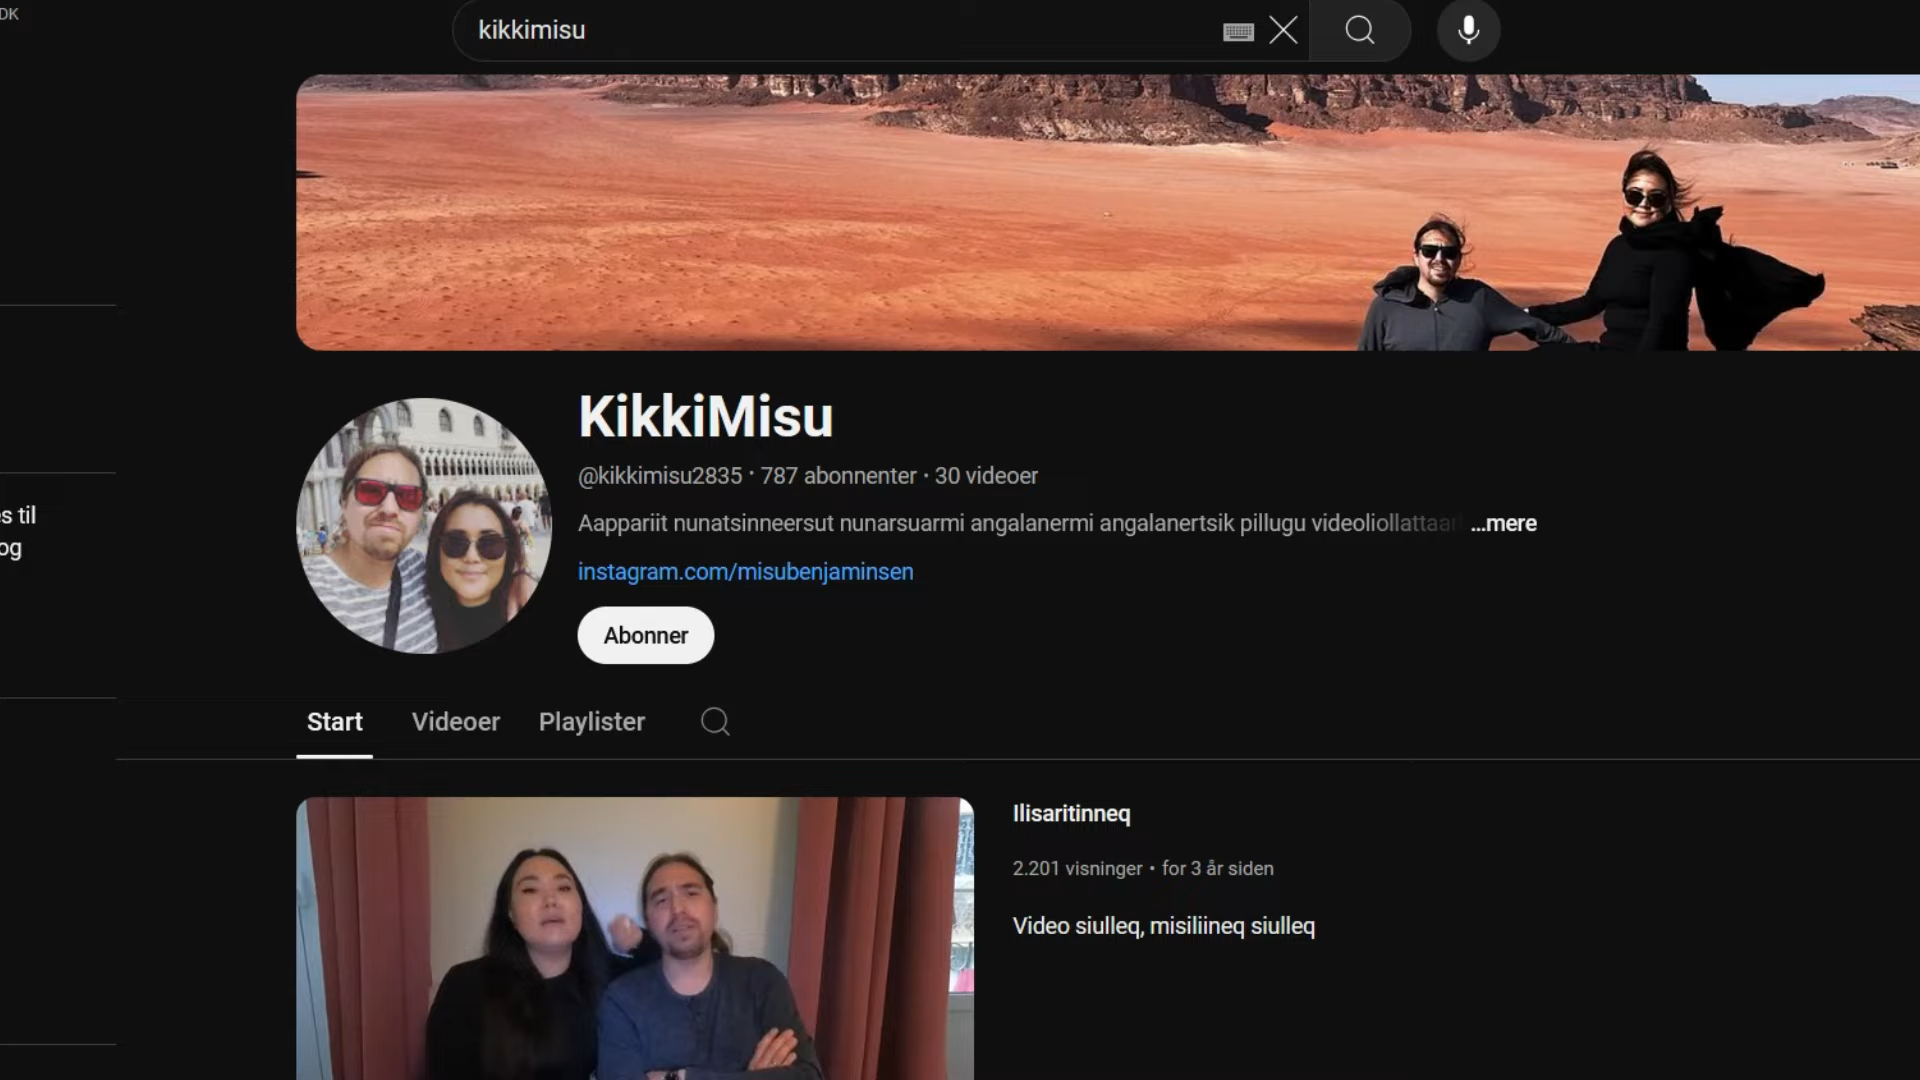 DK
kikkimisu
KikkiMisu
@kikkimisu2835 · 787 abonnenter · 30 videoer
Aappariit nunatsinneersut nunarsuarmi angalanermi angalanertsik pillugu videoliollattaar ...mere
instagram.com/misubenjaminsen
s til
og
Abonner
Start Videoer Playlister
Ilisaritinneq
2.201 visninger · for 3 år siden
Video siulleq, misiliineq siulleq